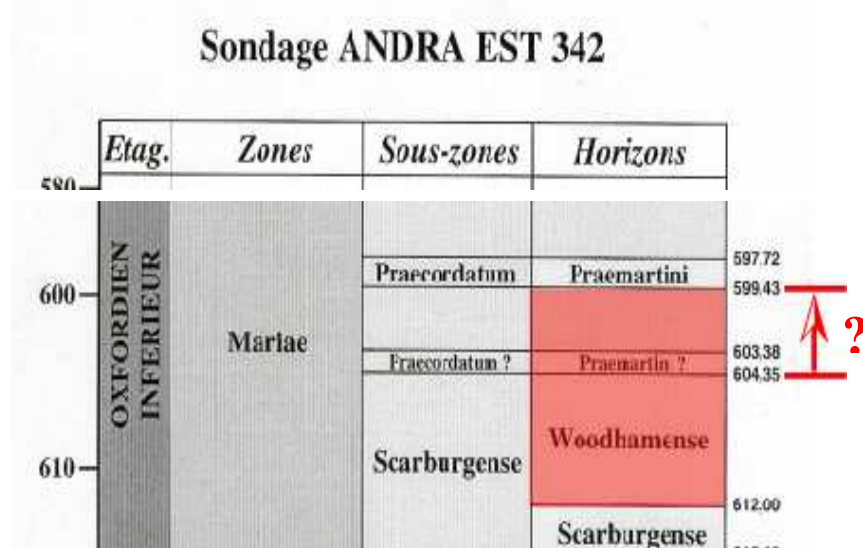 Sondage ANDRA EST 342
Etag. Zones Sous-zones Horizons
580
597.72
Praecordatum Praemartini
600 599.43
OXFORDIEN
INFERIEUR
Mariae
603.38
Praecordatum ? Praemartin ?
604.35
?
Woodhamense
610 Scarburgense
612.00
Scarburgense